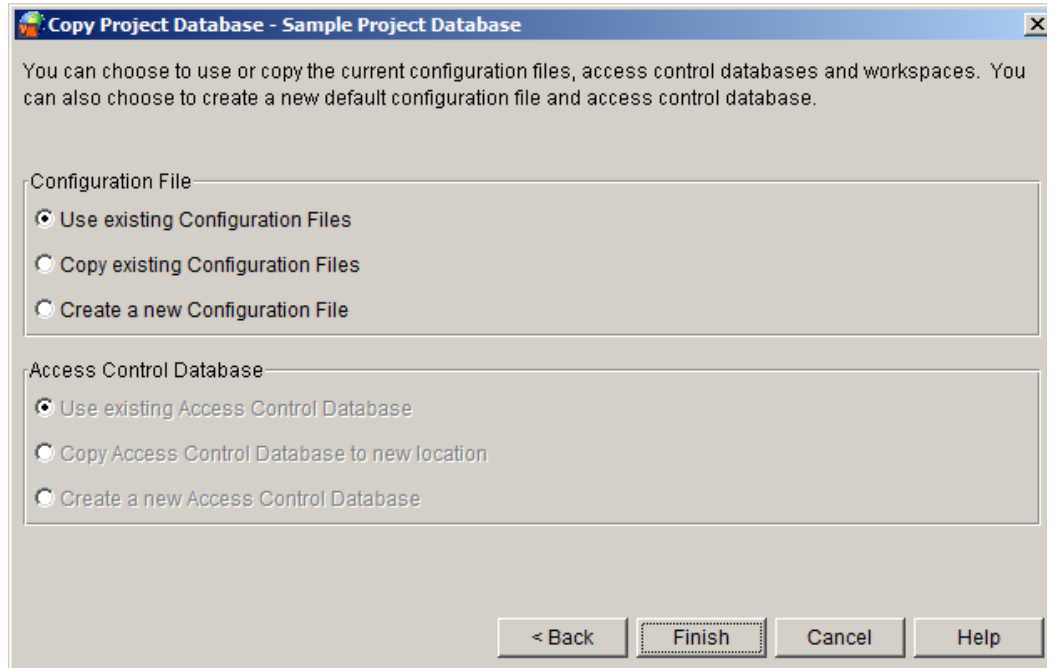 Copy Project Database - Sample Project Database
You can choose to use or copy the current configuration files, access control databases and workspaces. You
can also choose to create a new default configuration file and access control database.
Configuration File
Use existing Configuration Files
Copy existing Configuration Files
Create a new Configuration File
Access Control Database
Use existing Access Control Database
Copy Access Control Database to new location
Create a new Access Control Database
< Back Finish Cancel Help